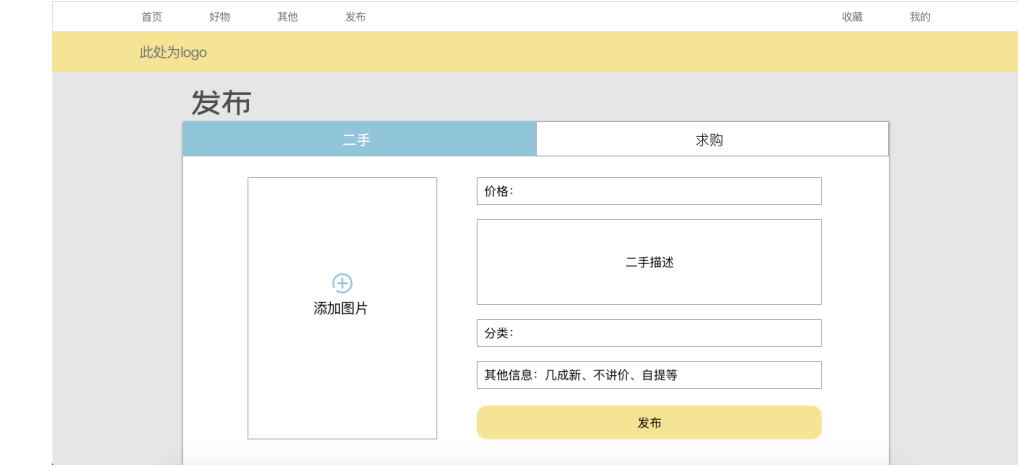 首页 好物 其他 发布 收藏 我的
此处为logo
发布
二手 求购
价格：
二手描述
添加图片
分类：
其他信息：几成新、不讲价、自提等
发布